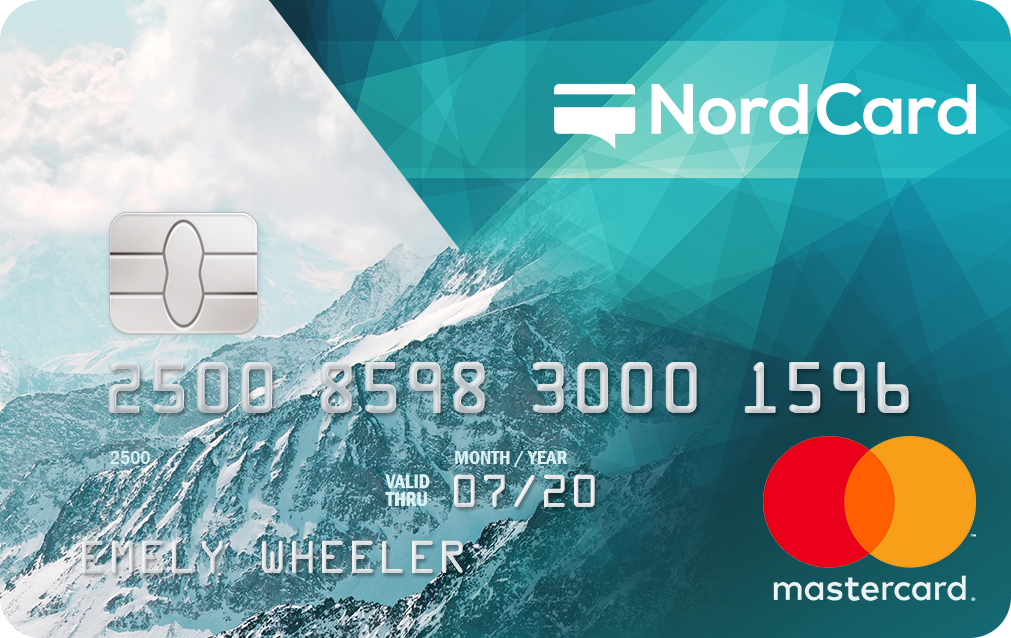 NordCard
2500 8598 3000 1596
2500
MONTH / YEAR
VALID THRU 07/20
EMELY WHEELER
mastercard.